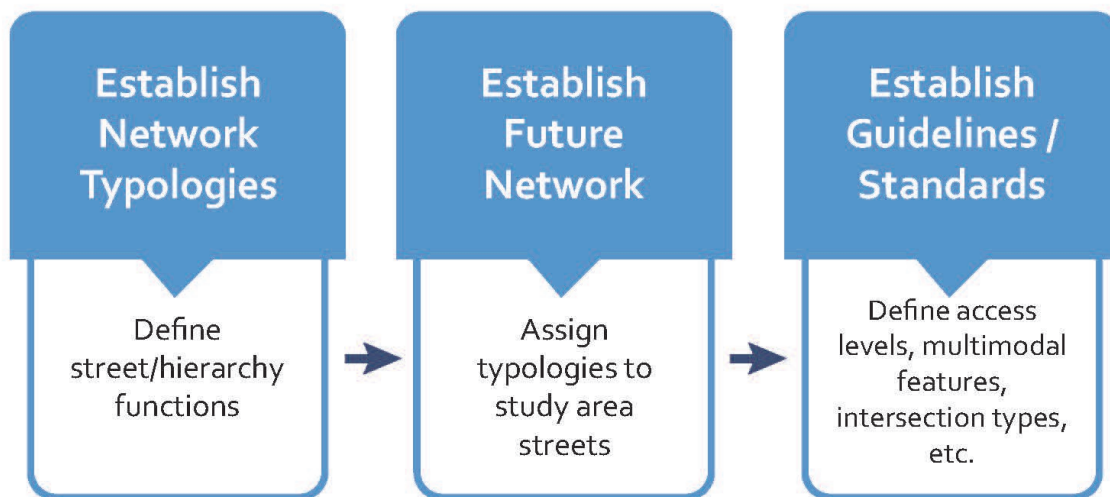 Establish
Network
Typologies
Define
street/hierarchy
functions
Establish
Future
Network
Assign
typologies to
study area
streets
Establish
Guidelines /
Standards
Define access
levels, multimodal
features,
intersection types,
etc.